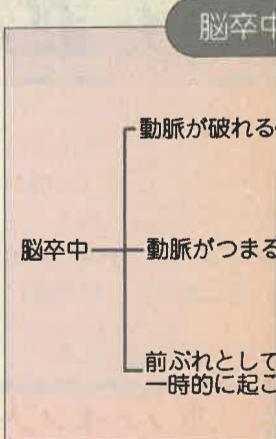 脳卒中
動脈が破れる
脳卒中
動脈がつまる
前ぶれとして
一時的に起こ